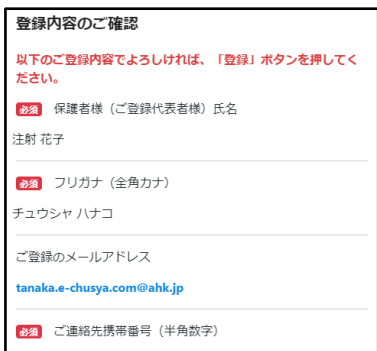 登録内容のご確認
以下のご登録内容でよろしければ、「登録」ボタンを押してく
ださい。
必須 保護者様（ご登録代表者様）氏名
注射 花子
必須 フリガナ（全角カナ）
チュウシャ ハナコ
ご登録のメールアドレス
tanaka.e-chusya.com@ahk.jp
必須 ご連絡先携帯番号（半角数字）